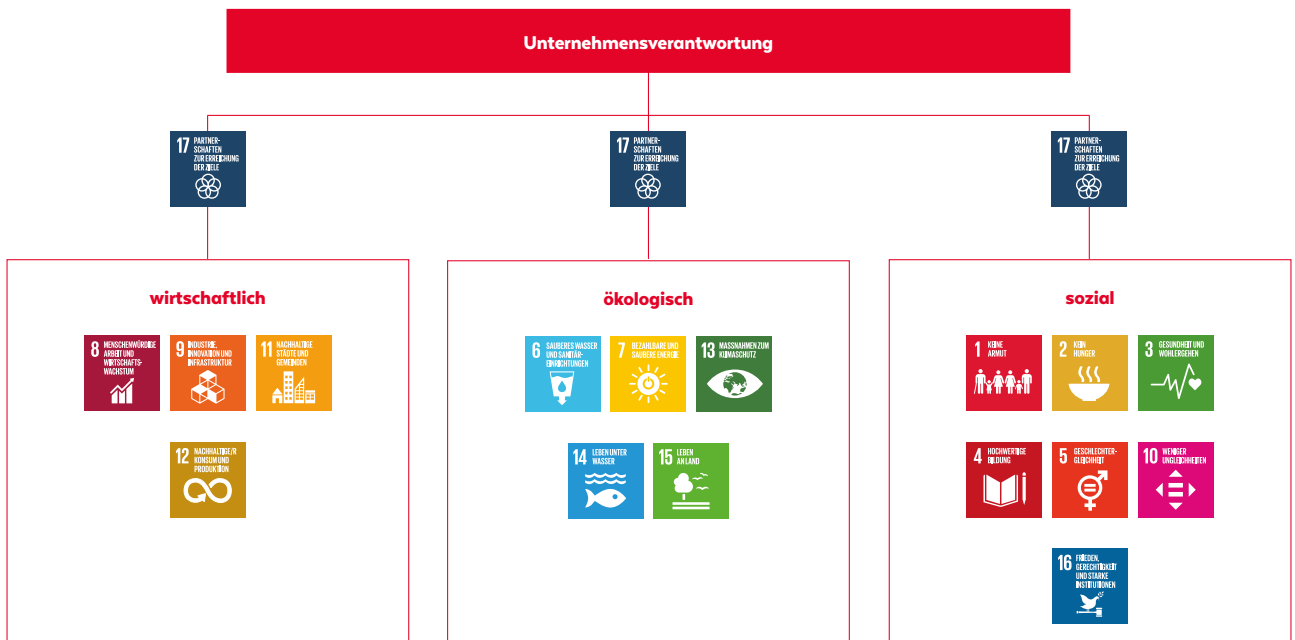 Unternehmensverantwortung
17 PARTNER-
SCHAFTEN
ZUR ERREICHUNG
DER ZIELE
17 PARTNER-
SCHAFTEN
ZUR ERREICHUNG
DER ZIELE
17 PARTNER-
SCHAFTEN
ZUR ERREICHUNG
DER ZIELE
wirtschaftlich
8 MENSCHENWÜRDIGE
ARBEIT UND
WIRTSCHAFTS-
WACHSTUM
9 INDUSTRIE,
INNOVATION UND
INFRASTRUKTUR
11 NACHHALTIGE
STÄDTE UND
GEMEINDEN
12 NACHHALTIGE/R
KONSUM UND
PRODUKTION
ökologisch
6 SAUBERES WASSER
UND SANITÄR-
EINRICHTUNGEN
7 BEZAHLBARE UND
SAUBERE ENERGIE
13 MASSNAHMEN ZUM
KLIMASCHUTZ
14 LEBEN UNTER
WASSER
15 LEBEN
AN LAND
sozial
1 KEINE
ARMUT
2 KEIN
HUNGER
3 GESUNDHEIT UND
WOHLERGEHEN
4 HOCHWERTIGE
BILDUNG
5 GESCHLECHTER-
GLEICHHEIT
10 WENIGER
UNGLEICHHEITEN
16 FRIEDEN,
GERECHTIGKEIT
UND STARKE
INSTITUTIONEN